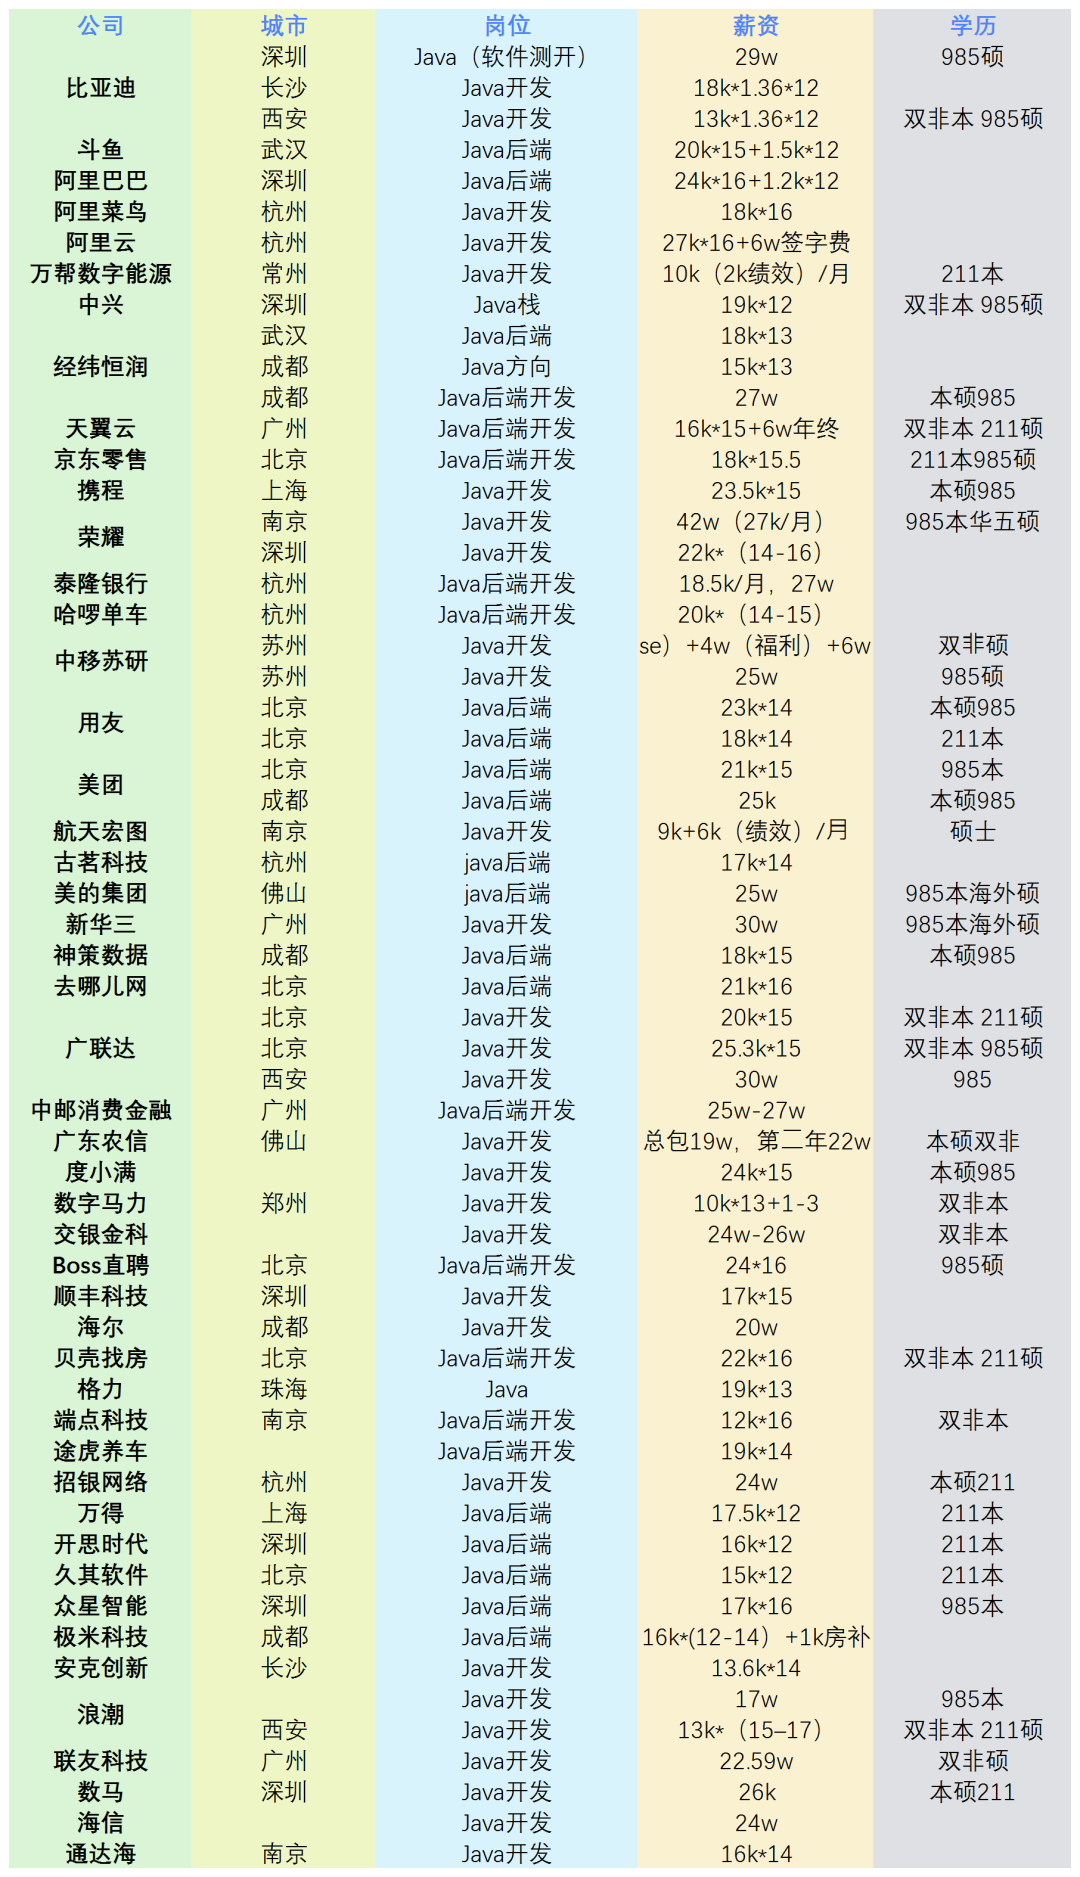 公司 城市 岗位 薪资 学历
深圳 Java（软件测开） 29w 985硕
比亚迪 长沙 Java开发 18k*1.36*12
西安 Java开发 13k*1.36*12 双非本 985硕
斗鱼 武汉 Java后端 20k*15+1.5k*12
阿里巴巴 深圳 Java后端 24k*16+1.2k*12
阿里菜鸟 杭州 Java开发 18k*16
阿里云 杭州 Java开发 27k*16+6w签字费
万帮数字能源 常州 Java开发 10k（2k绩效）/月 211本
中兴 深圳 Java栈 19k*12 双非本 985硕
武汉 Java后端 18k*13
经纬恒润 成都 Java方向 15k*13
成都 Java后端开发 27w 本硕985
天翼云 广州 Java后端开发 16k*15+6w年终 双非本 211硕
京东零售 北京 Java后端开发 18k*15.5 211本985硕
携程 上海 Java开发 23.5k*15 本硕985
荣耀 南京 Java开发 42w（27k/月） 985本华五硕
深圳 Java开发 22k*（14-16）
泰隆银行 杭州 Java后端开发 18.5k/月，27w
哈啰单车 杭州 Java后端开发 20k*（14-15）
中移苏研 苏州 Java开发 se）+4w（福利）+6w 双非硕
苏州 Java开发 25w 985硕
用友 北京 Java后端 23k*14 本硕985
北京 Java后端 18k*14 211本
美团 北京 Java后端 21k*15 985本
成都 Java后端 25k 本硕985
航天宏图 南京 Java开发 9k+6k（绩效）/月 硕士
古茗科技 杭州 java后端 17k*14
美的集团 佛山 java后端 25w 985本海外硕
新华三 广州 Java开发 30w 985本海外硕
神策数据 成都 Java后端 18k*15 本硕985
去哪儿网 北京 Java后端 21k*16
北京 Java开发 20k*15 双非本 211硕
广联达 北京 Java开发 25.3k*15 双非本 985硕
西安 Java开发 30w 985
中邮消费金融 广州 Java后端开发 25w-27w
广东农信 佛山 Java开发 总包19w，第二年22w 本硕双非
度小满 Java开发 24k*15 本硕985
数字马力 郑州 Java开发 10k*13+1-3 双非本
交银金科 Java开发 24w-26w 双非本
Boss直聘 北京 Java后端开发 24*16 985硕
顺丰科技 深圳 Java开发 17k*15
海尔 成都 Java开发 20w
贝壳找房 北京 Java后端开发 22k*16 双非本 211硕
格力 珠海 Java 19k*13
端点科技 南京 Java后端开发 12k*16 双非本
途虎养车 Java后端开发 19k*14
招银网络 杭州 Java开发 24w 本硕211
万得 上海 Java后端 17.5k*12 211本
开思时代 深圳 Java后端 16k*12 211本
久其软件 北京 Java后端 15k*12 211本
众星智能 深圳 Java后端 17k*16 985本
极米科技 成都 Java后端 16k*(12-14）+1k房补
安克创新 长沙 Java开发 13.6k*14
浪潮 Java开发 17w 985本
西安 Java开发 13k*（15–17） 双非本 211硕
联友科技 广州 Java开发 22.59w 双非硕
数马 深圳 Java开发 26k 本硕211
海信 Java开发 24w
通达海 南京 Java开发 16k*14